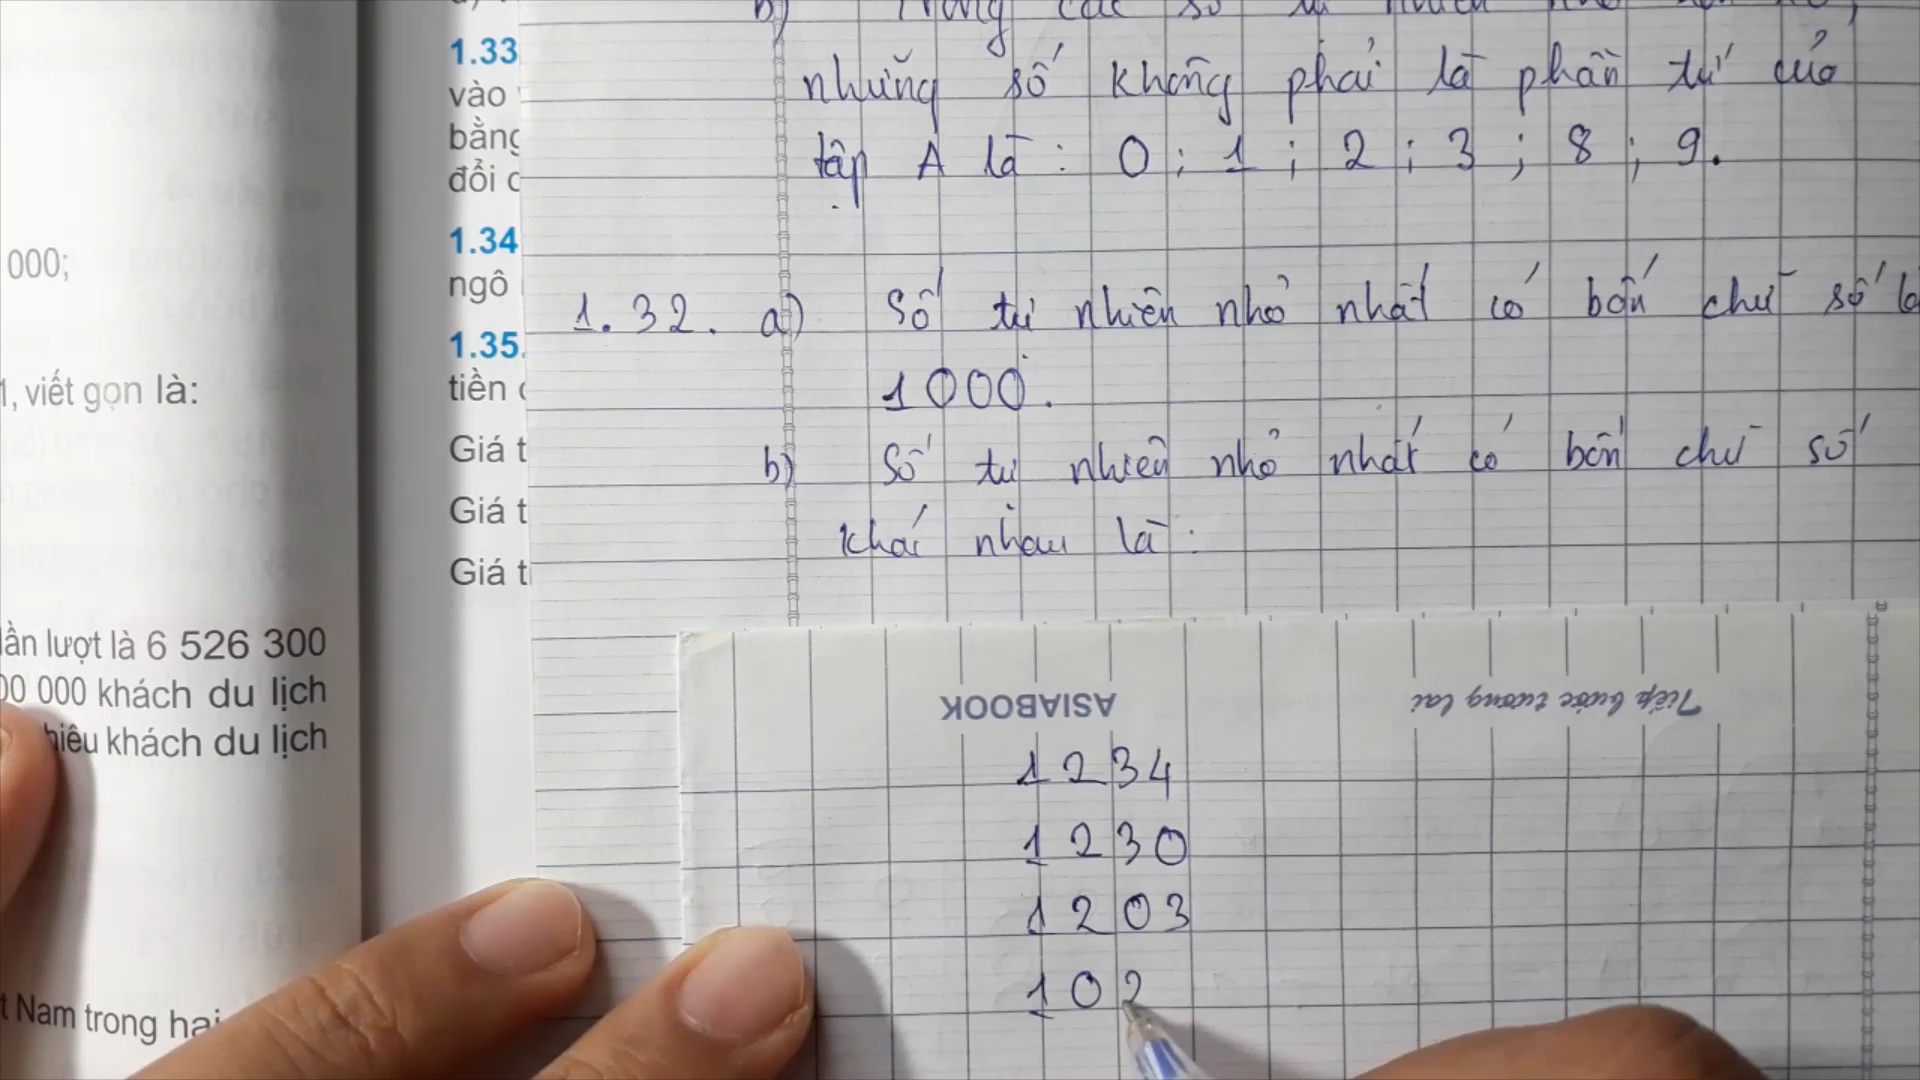 000;
1, viết gọn là:
lần lượt là 6 526 300
00 000 khách du lịch
hiêu khách du lịch
t Nam trong hai
1.33
vào
bằng
đổi c
1.34
ngô
1.35.
tiền c
Giá t
Giá t
Giá t
những số không phải là phần tử của
tập A là : 0 ; 1 ; 2 ; 3 ; 8 ; 9.
1.32. a) Số tự nhiên nhỏ nhất có bốn chữ số là
1000.
b) Số tự nhiên nhỏ nhất có bốn chữ số
khác nhau là :
ASIABOOK
Tiếp bước tương lai
1234
1230
1203
102